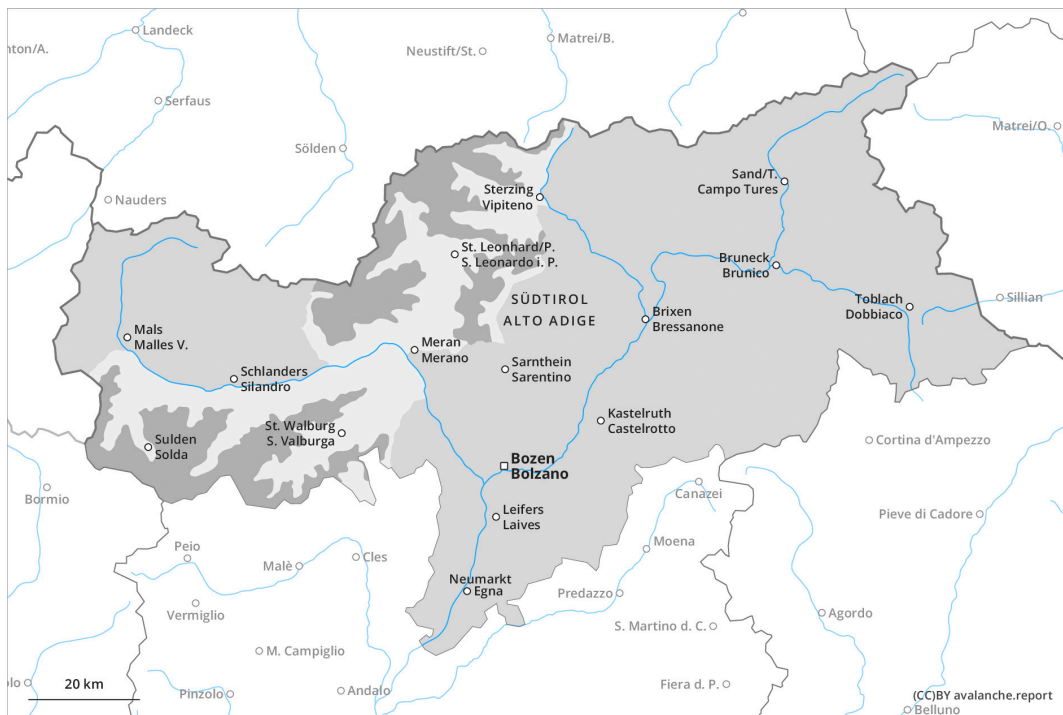 Landeck
nton/A.
Neustift/St.
Matrei/B.
Serfaus
Matrei/O.
Sölden
Nauders
Sterzing
Vipiteno
Sand/T.
Campo Tures
St. Leonhard/P.
S. Leonardo i. P.
Bruneck
Brunico
SÜDTIROL
ALTO ADIGE
Toblach
Dobbiaco
Sillian
Brixen
Bressanone
Mals
Malles V.
Meran
Merano
Schlanders
Silandro
Sarnthein
Sarentino
St. Walburg
S. Valburga
Kastelruth
Castelrotto
Sulden
Solda
Cortina d'Ampezzo
Bozen
Bolzano
Bormio
Canazei
Leifers
Laives
Pieve di Cadore
Peio
Malè
Cles
Moena
Neumarkt
Egna
Predazzo
Vermiglio
Agordo
S. Martino d. C.
M. Campiglio
olo
20 km
Pinzolo
Andalo
Fiera d. P.
(CC)BY avalanche.report
Belluno